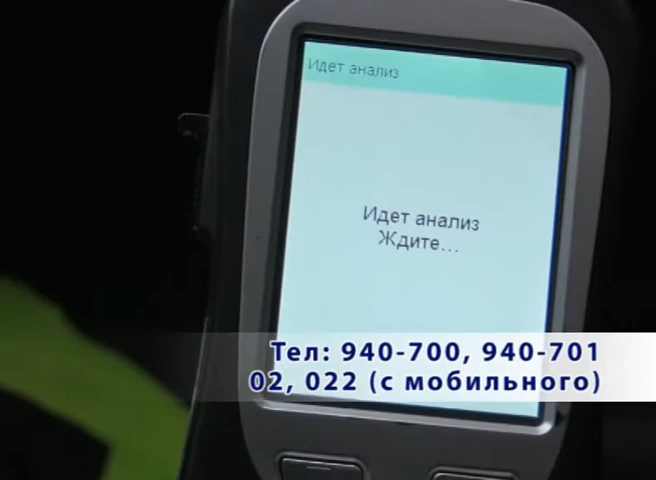 Идет анализ
Идет анализ
Ждите...
Тел: 940-700, 940-701
02, 022 (с мобильного)